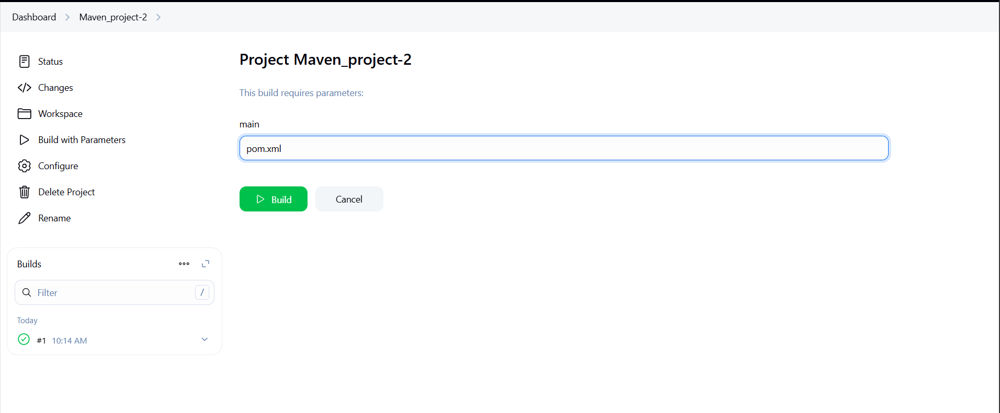 Dashboard
Maven_project-2
Status
Changes
Workspace
Build with Parameters
Configure
Delete Project
Rename
Builds
Filter
/
Today
#1 10:14 AM
Project Maven_project-2
This build requires parameters:
main
pom.xml
Build
Cancel